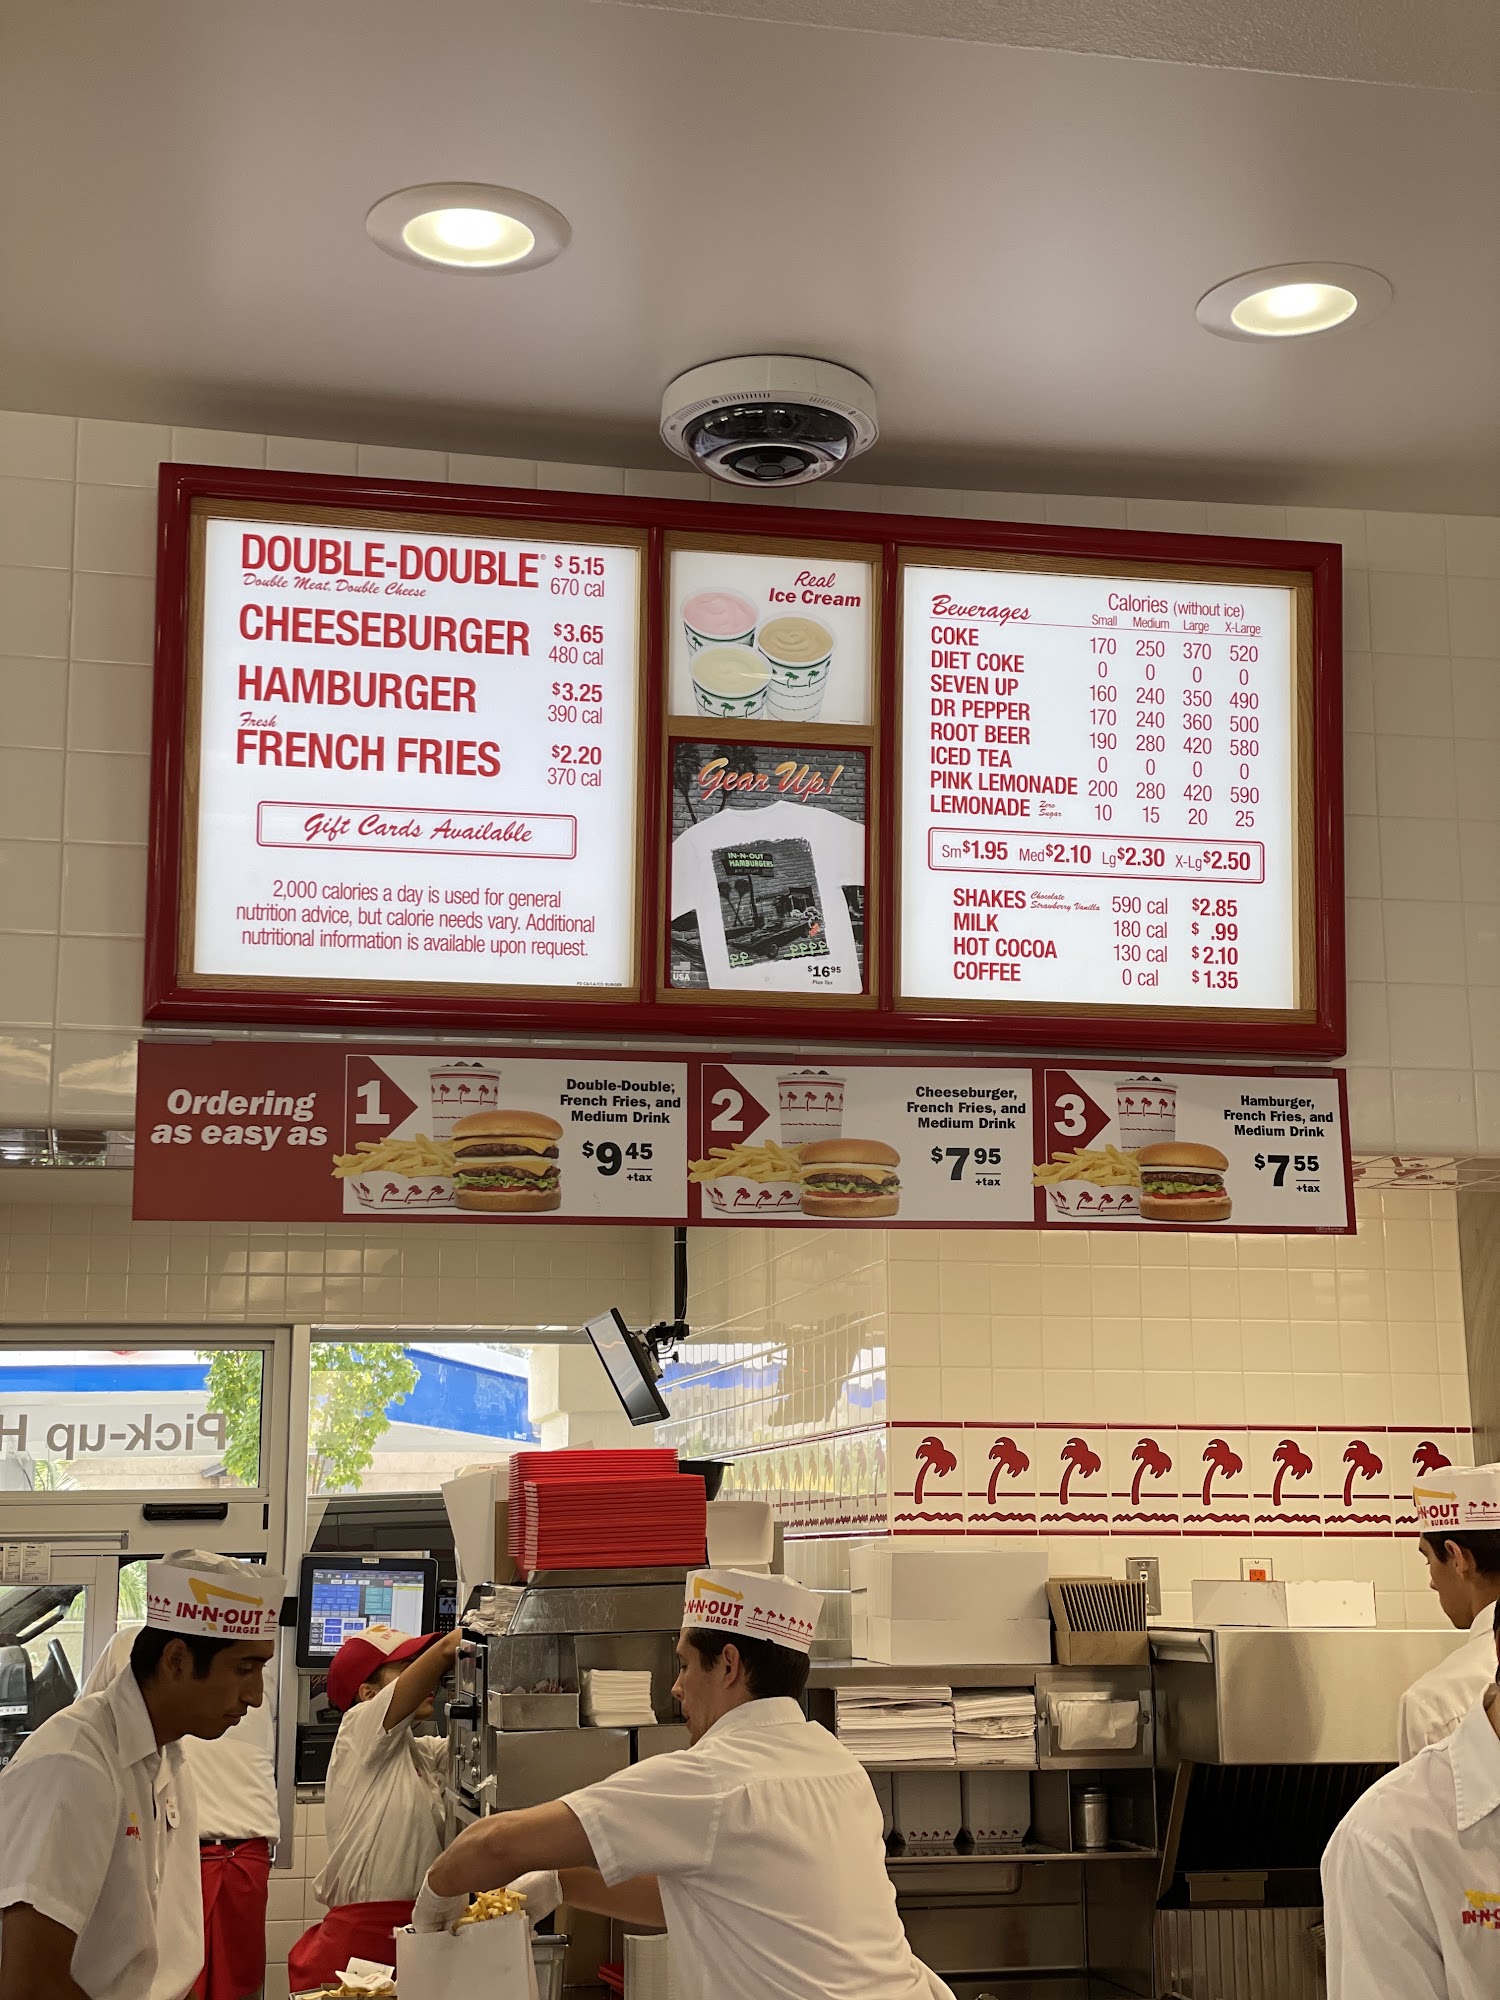 DOUBLE-DOUBLE® $5.15
Double Meat, Double Cheese 670 cal
CHEESEBURGER $3.65
480 cal
HAMBURGER $3.25
390 cal
Fresh
FRENCH FRIES $2.20
370 cal
Gift Cards Available
2,000 calories a day is used for general
nutrition advice, but calorie needs vary. Additional
nutritional information is available upon request.
Real
Ice Cream
Gear Up!
IN-N-OUT
HAMBURGERS
USA
$1695
Plus Tax
Beverages Calories (without ice)
Small Medium Large X-Large
COKE 170 250 370 520
DIET COKE 0 0 0 0
SEVEN UP 160 240 350 490
DR PEPPER 170 240 360 500
ROOT BEER 190 280 420 580
ICED TEA 0 0 0 0
PINK LEMONADE 200 280 420 590
LEMONADE Zero Sugar 10 15 20 25
Sm $1.95 Med $2.10 Lg $2.30 X-Lg $2.50
SHAKES Chocolate Strawberry Vanilla 590 cal $2.85
MILK 180 cal $ .99
HOT COCOA 130 cal $2.10
COFFEE 0 cal $1.35
Ordering
as easy as
1
Double-Double,
French Fries, and
Medium Drink
$945
+tax
2
Cheeseburger,
French Fries, and
Medium Drink
$795
+tax
3
Hamburger,
French Fries, and
Medium Drink
$755
+tax
Pick-up H
IN-N-OUT
BURGER
N-N-OUT
BURGER
N-OUT
BURGER
IN-N-O